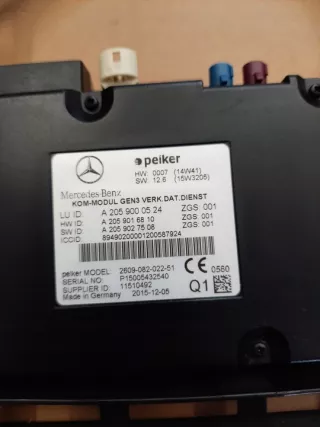 peiker
HW: 0007 (14W41)
SW: 12.6 (15W3205)
Mercedes-Benz
KOM-MODUL GEN3 VERK.DAT.DIENST
LU ID: A 205 900 05 24 ZGS: 001
HW ID: A 205 901 68 10 ZGS: 001
SW ID: A 205 902 75 08 ZGS: 001
ICCID: 89490200001200587924
peiker MODEL 2609-082-022-51
SERIAL NO: P15005432540
SUPPLIER ID: 11510492
Made in Germany 2015-12-05
CE 0580
Q1